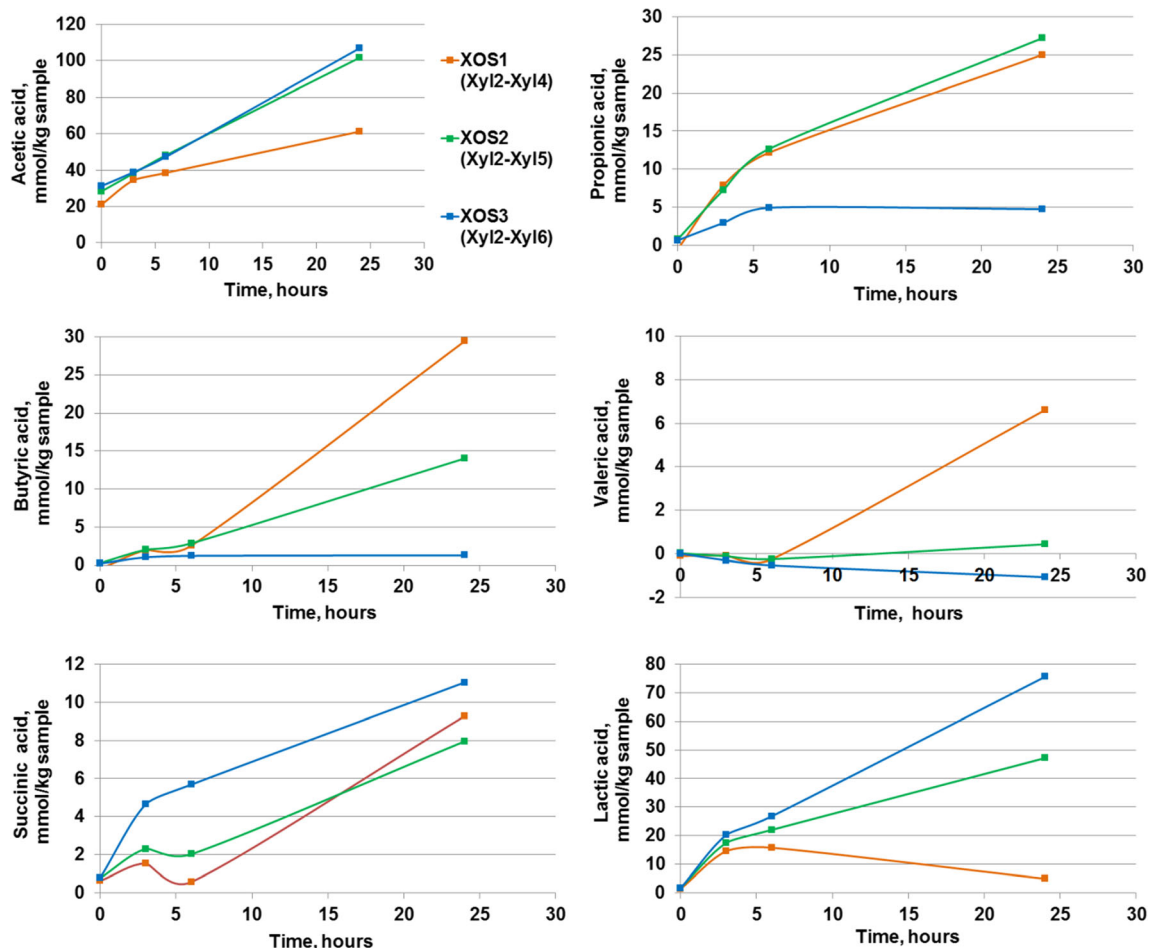 Acetic acid,
mmol/kg sample
120
100
80
60
40
20
0
0 5 10 15 20 25 30
Time, hours
XOS1
(Xyl2-Xyl4)
XOS2
(Xyl2-Xyl5)
XOS3
(Xyl2-Xyl6)
Propionic acid,
mmol/kg sample
30
25
20
15
10
5
0
0 5 10 15 20 25 30
Time, hours
Butyric acid,
mmol/kg sample
30
25
20
15
10
5
0
0 5 10 15 20 25 30
Time, hours
Valeric acid,
mmol/kg sample
10
8
6
4
2
0
-2
0 5 10 15 20 25 30
Time, hours
Succinic acid,
mmol/kg sample
12
10
8
6
4
2
0
0 5 10 15 20 25 30
Time, hours
Lactic acid,
mmol/kg sample
80
70
60
50
40
30
20
10
0
0 5 10 15 20 25 30
Time, hours